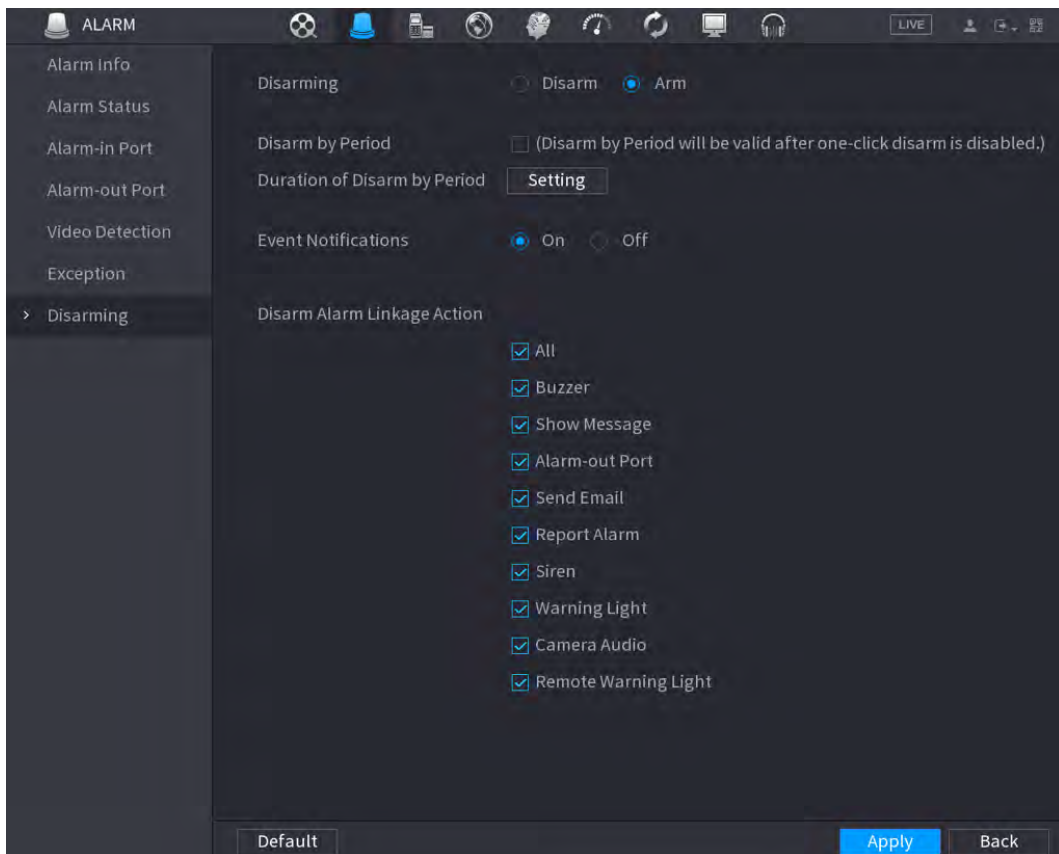 ALARM
LIVE
Alarm Info
Alarm Status
Alarm-in Port
Alarm-out Port
Video Detection
Exception
> Disarming
Disarming Disarm Arm
Disarm by Period (Disarm by Period will be valid after one-click disarm is disabled.)
Duration of Disarm by Period Setting
Event Notifications On Off
Disarm Alarm Linkage Action
All
Buzzer
Show Message
Alarm-out Port
Send Email
Report Alarm
Siren
Warning Light
Camera Audio
Remote Warning Light
Default Apply Back